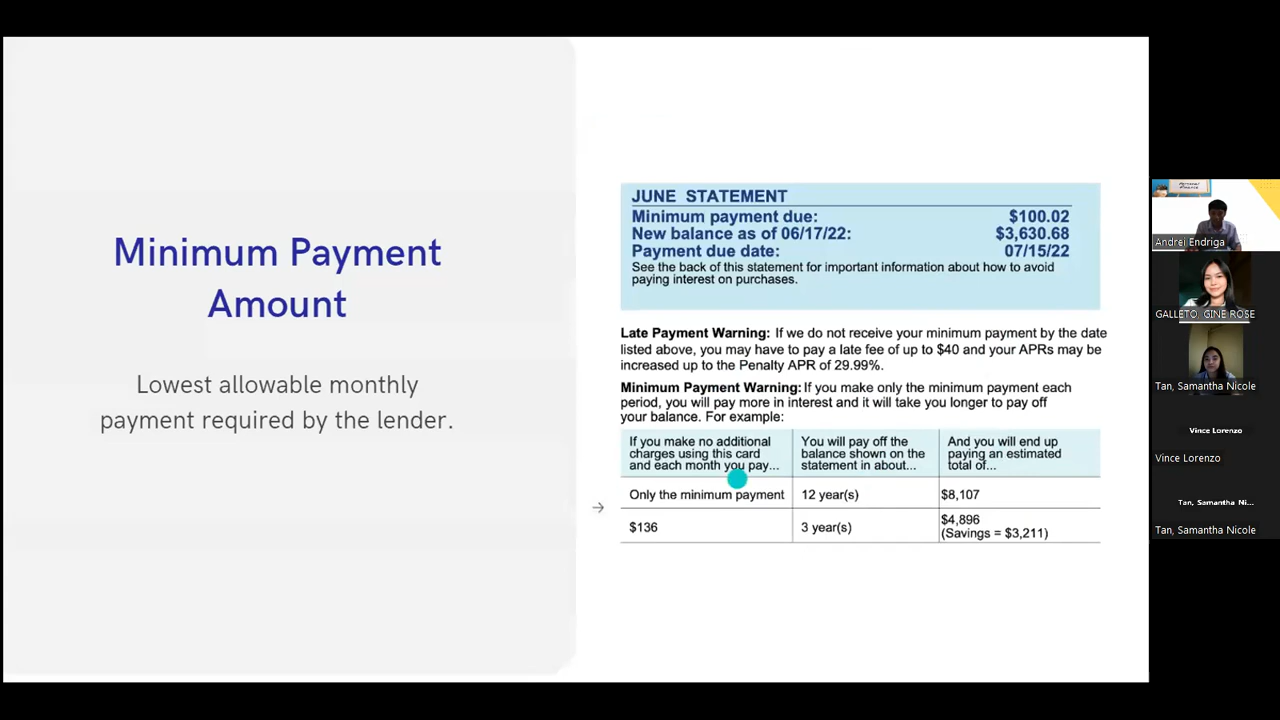 Minimum Payment
Amount
Lowest allowable monthly
payment required by the lender.
JUNE STATEMENT
Minimum payment due: $100.02
New balance as of 06/17/22: $3,630.68
Payment due date: 07/15/22
See the back of this statement for important information about how to avoid
paying interest on purchases.
Late Payment Warning: If we do not receive your minimum payment by the date
listed above, you may have to pay a late fee of up to $40 and your APRs may be
increased up to the Penalty APR of 29.99%.
Minimum Payment Warning: If you make only the minimum payment each
period, you will pay more in interest and it will take you longer to pay off
your balance. For example:
If you make no additional
charges using this card
and each month you pay...
You will pay off the
balance shown on the
statement in about...
And you will end up
paying an estimated
total of...
Only the minimum payment
12 year(s)
$8,107
$136
3 year(s)
$4,896
(Savings = $3,211)
Andrei Endriga
GALLETO, GINE ROSE
Tan, Samantha Nicole
Vince Lorenzo
Vince Lorenzo
Tan, Samantha Ni...
Tan, Samantha Nicole